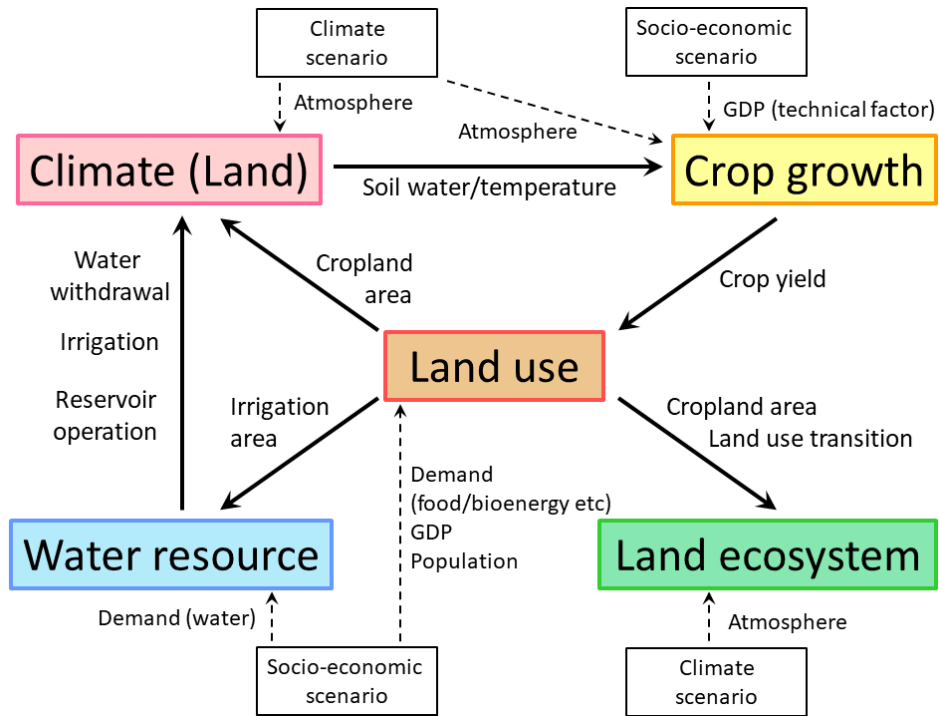 Climate
scenario
Socio-economic
scenario
Atmosphere
GDP (technical factor)
Atmosphere
Climate (Land)
Crop growth
Soil water/temperature
Water
withdrawal
Irrigation
Reservoir
operation
Cropland
area
Crop yield
Land use
Irrigation
area
Cropland area
Land use transition
Demand
(food/bioenergy etc)
GDP
Population
Water resource
Land ecosystem
Demand (water)
Atmosphere
Socio-economic
scenario
Climate
scenario